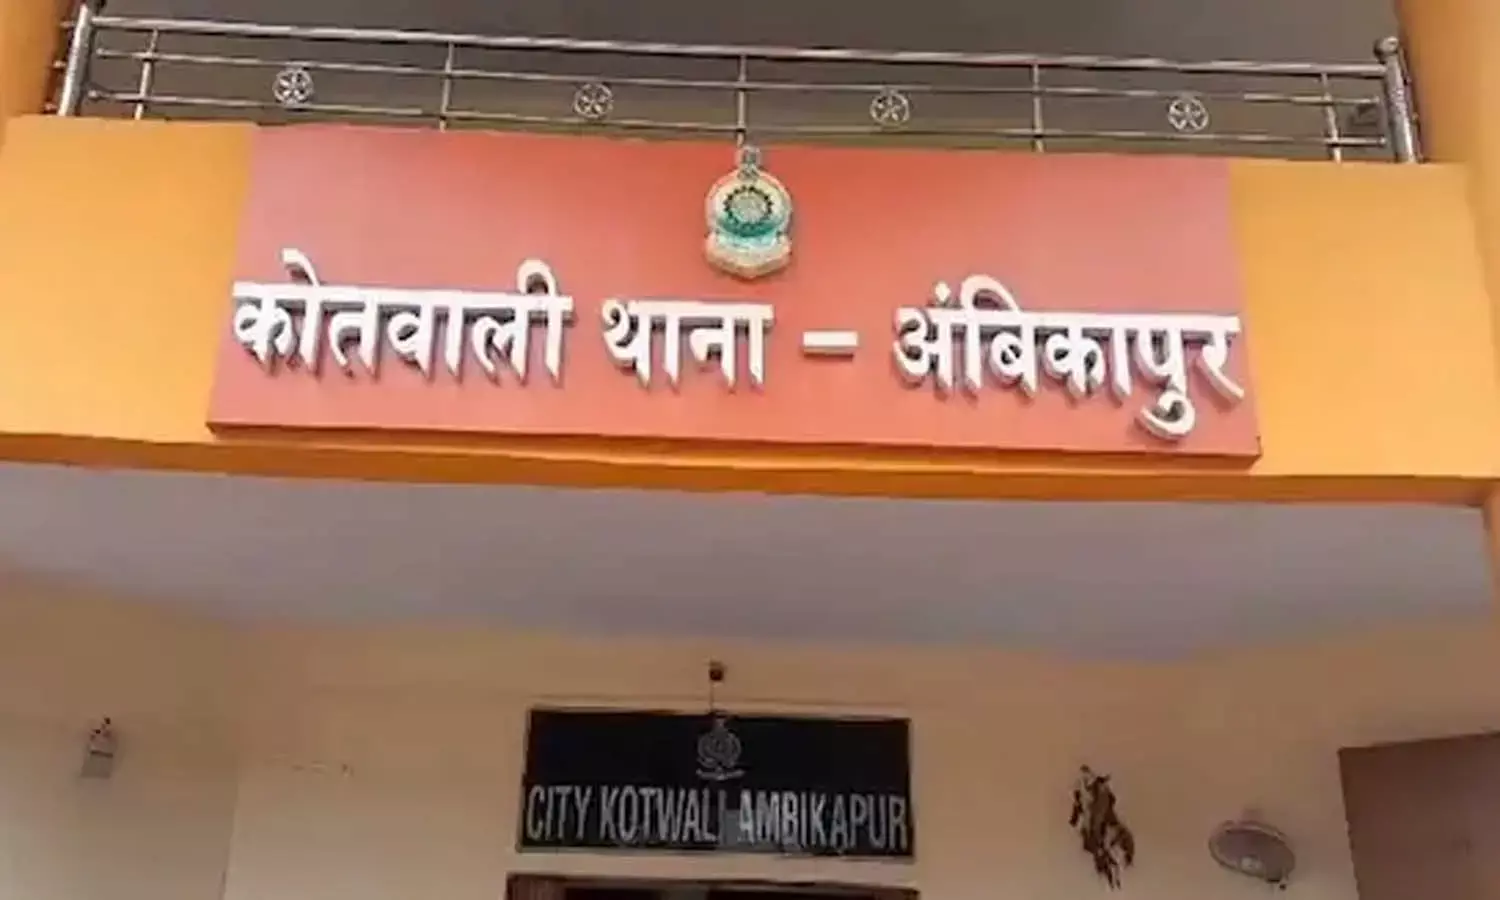 कोतवाली थाना - अंबिकापुर
CITY KOTWALI AMBIKAPUR